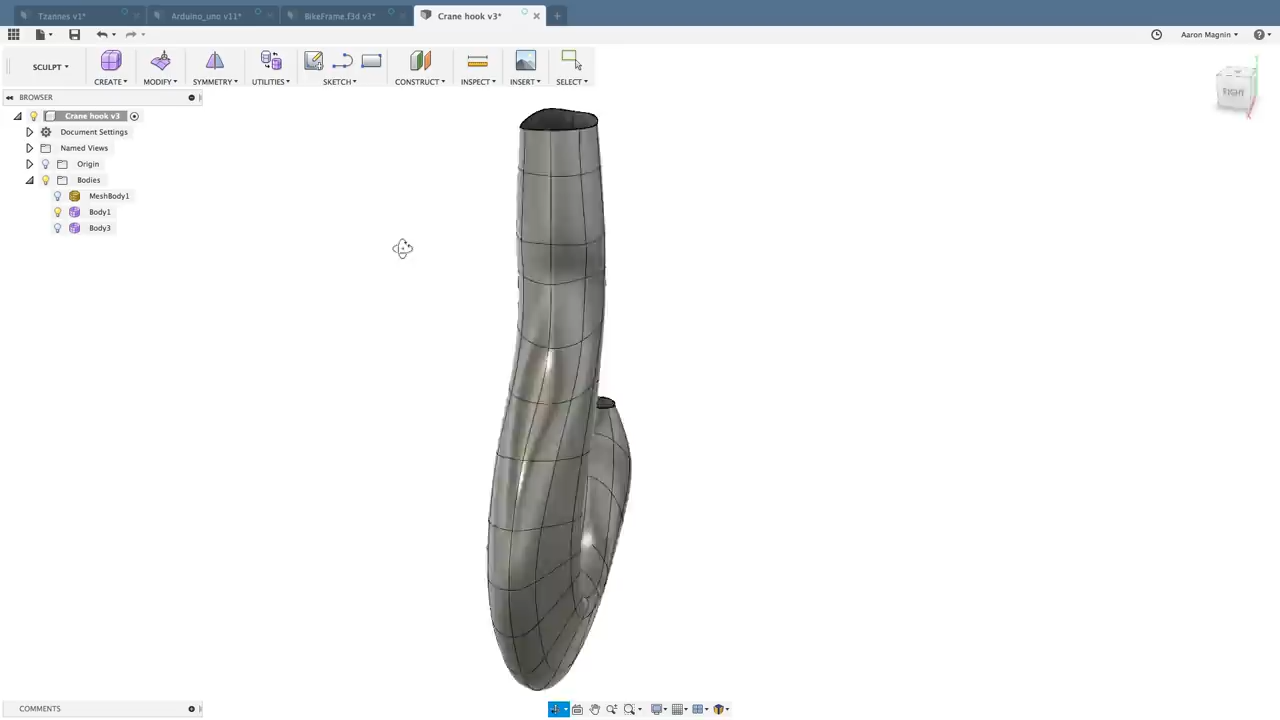 Tzannes v1* Arduino_uno v11* BikeFrame.f3d v3* Crane hook v3*
Aaron Magnin
SCULPT CREATE MODIFY SYMMETRY UTILITIES SKETCH CONSTRUCT INSPECT INSERT SELECT
BROWSER
Crane hook v3
Document Settings
Named Views
Origin
Bodies
MeshBody1
Body1
Body3
RIGHT
COMMENTS